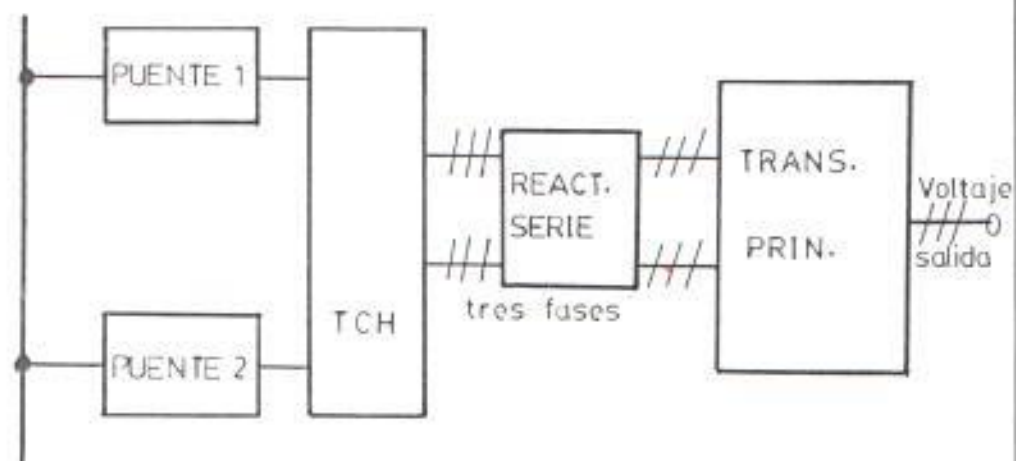 PUENTE 1
TCH
PUENTE 2
REACT.
SERIE
tres fases
TRANS.
PRIN.
Voltaje
salida